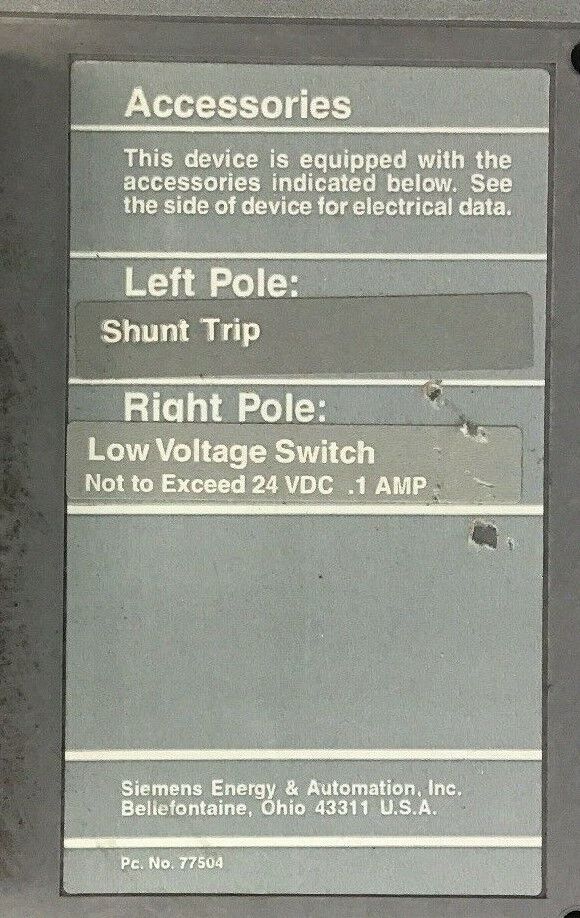 Accessories
This device is equipped with the
accessories indicated below. See
the side of device for electrical data.
Left Pole:
Shunt Trip
Right Pole:
Low Voltage Switch
Not to Exceed 24 VDC .1 AMP
Siemens Energy & Automation, Inc.
Bellefontaine, Ohio 43311 U.S.A.
Pc. No. 77504